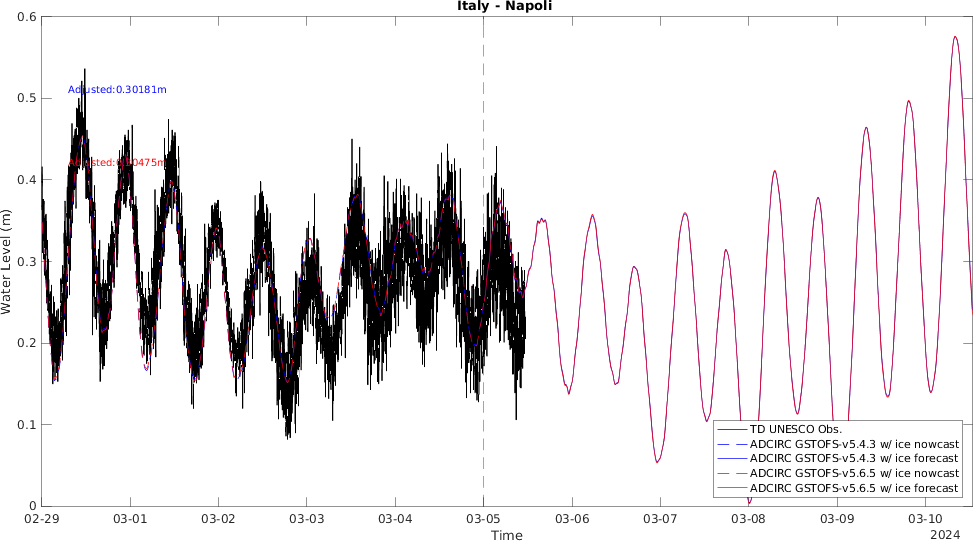 Italy - Napoli
0.6
0.5
0.4
0.3
0.2
0.1
0
Water Level (m)
Adjusted:0.30181m
Adjusted:0.30475m
02-29 03-01 03-02 03-03 03-04 03-05 03-06 03-07 03-08 03-09 03-10
Time
2024
TD UNESCO Obs.
ADCIRC GSTOFS-v5.4.3 w/ ice nowcast
ADCIRC GSTOFS-v5.4.3 w/ ice forecast
ADCIRC GSTOFS-v5.6.5 w/ ice nowcast
ADCIRC GSTOFS-v5.6.5 w/ ice forecast